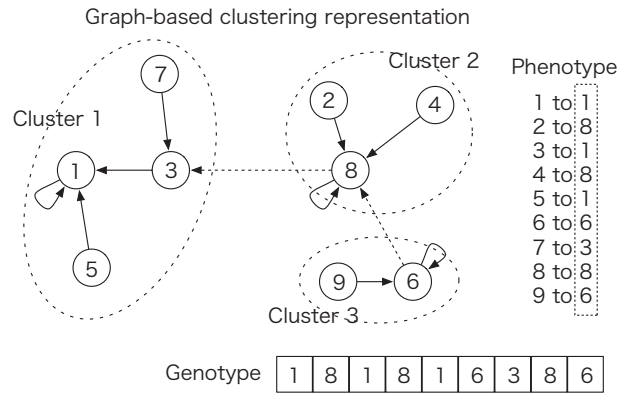 Graph-based clustering representation
7
Cluster 2
Phenotype
2
4
1 to 1
Cluster 1
2 to 8
3 to 1
1
3
8
4 to 8
5 to 1
6 to 6
7 to 3
5
9
6
8 to 8
9 to 6
Cluster 3
Genotype 1 8 1 8 1 6 3 8 6